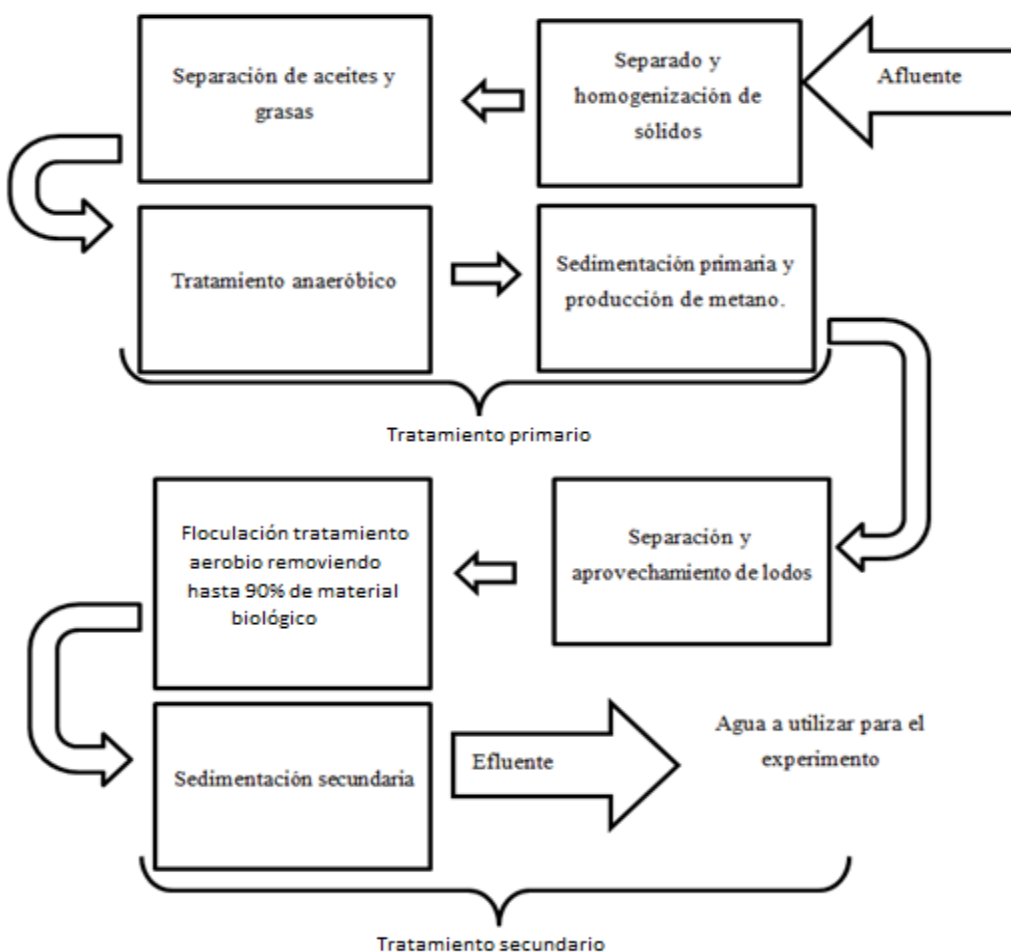 Afluente
Separado y
homogenización de
sólidos
Separación de aceites y
grasas
Tratamiento anaeróbico
Sedimentación primaria y
producción de metano.
Tratamiento primario
Separación y
aprovechamiento de lodos
Floculación tratamiento
aerobio removiendo
hasta 90% de material
biológico
Sedimentación secundaria
Efluente
Agua a utilizar para el
experimento
Tratamiento secundario